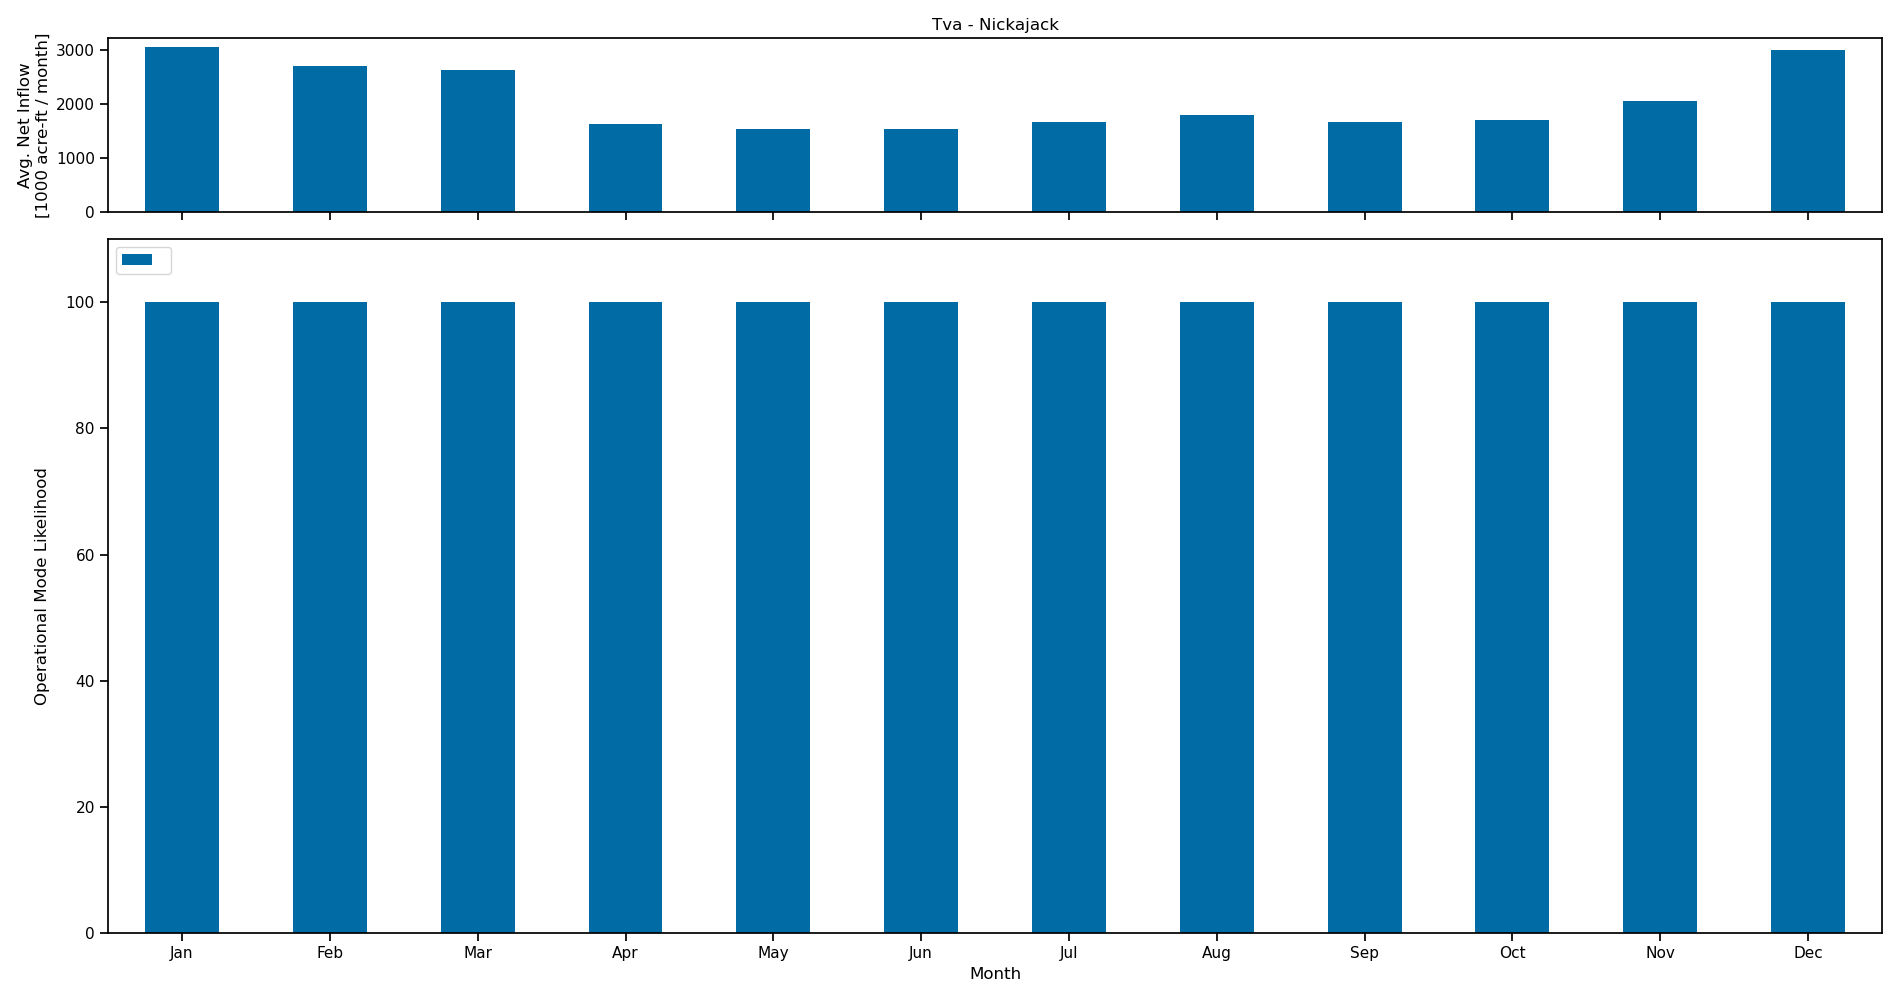 Tva - Nickajack
Avg. Net Inflow
[1000 acre-ft / month]
3000
2000
1000
0
Operational Mode Likelihood
100
80
60
40
20
0
Jan Feb Mar Apr May Jun Jul Aug Sep Oct Nov Dec
Month